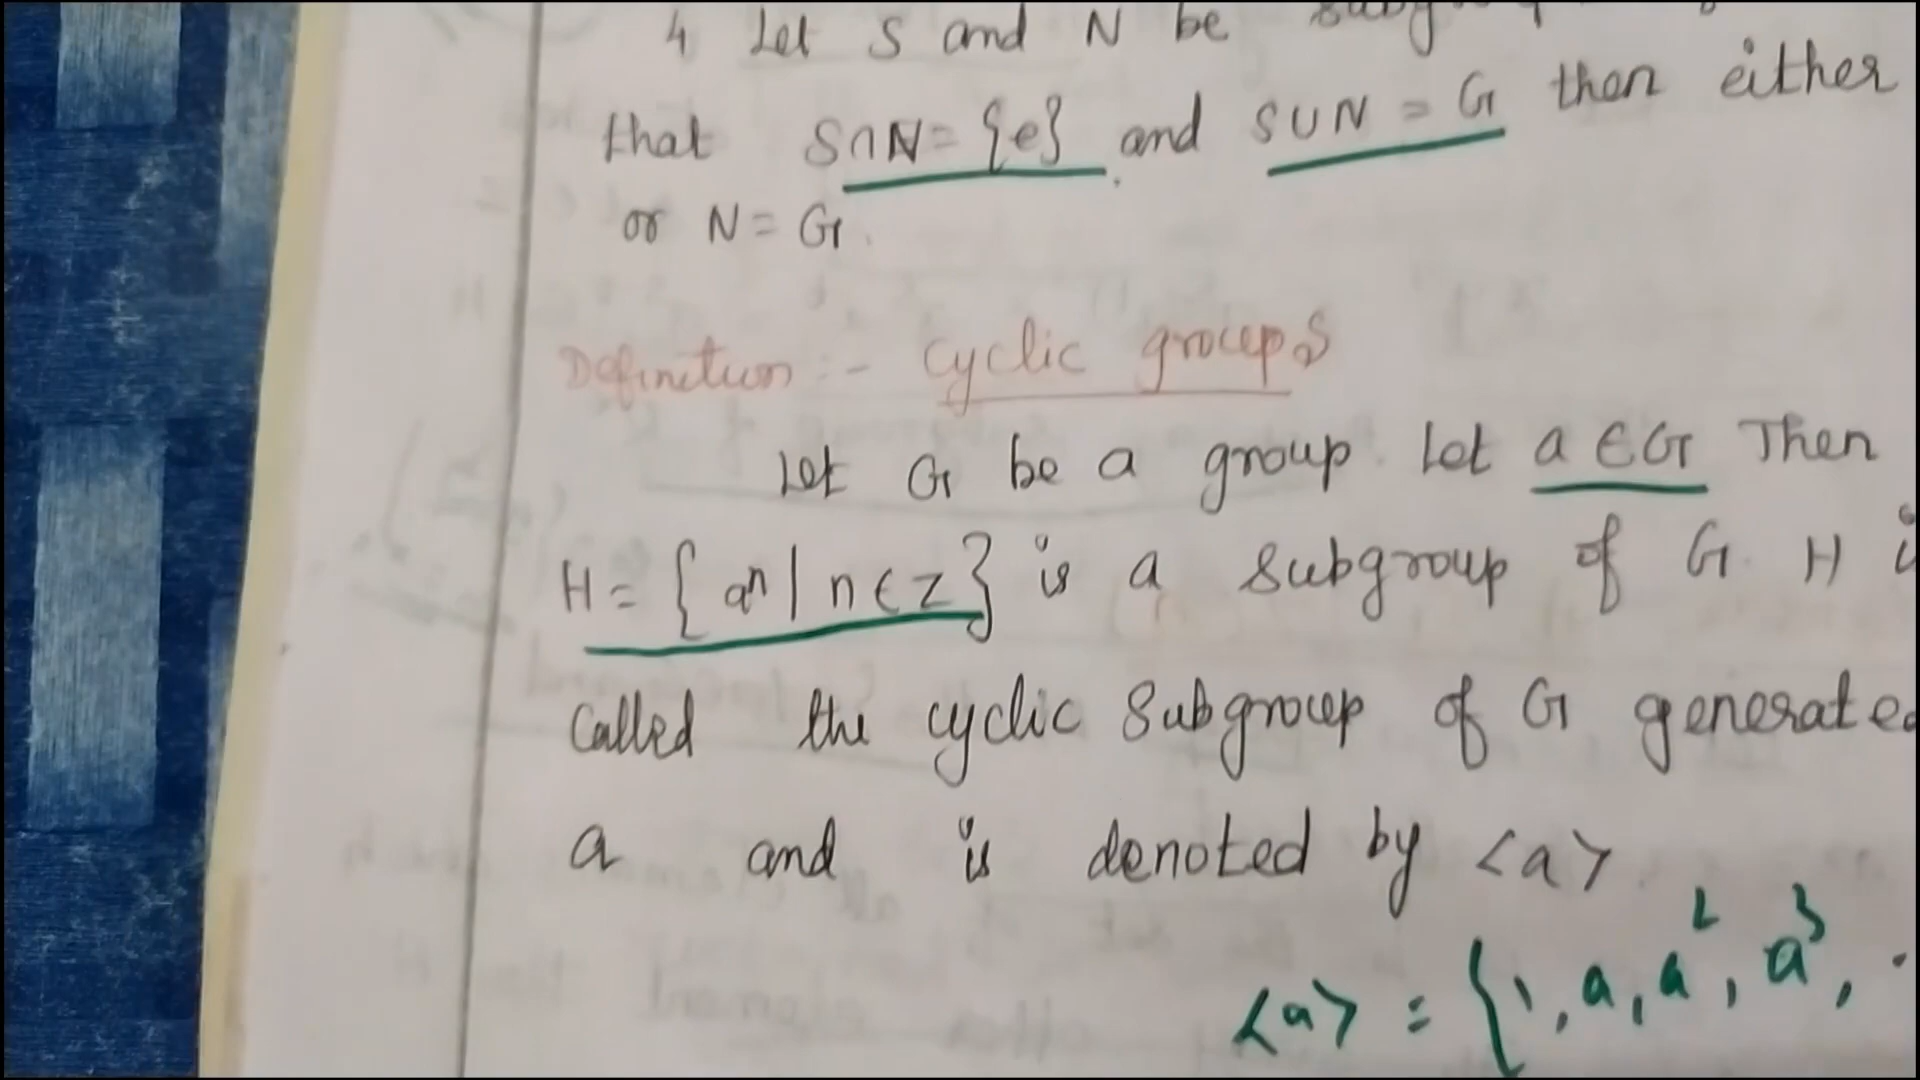 4 Let S and N be
that S∩N = {e} and S∪N = G then either
or N = G.
Definition :- Cyclic groups
Let G be a group. Let a ∈ G Then
H = { aⁿ | n ∈ Z } is a subgroup of G. H
called the cyclic subgroup of G generated
a and is denoted by <a>.
<a> = { 1, a, a², a³, .